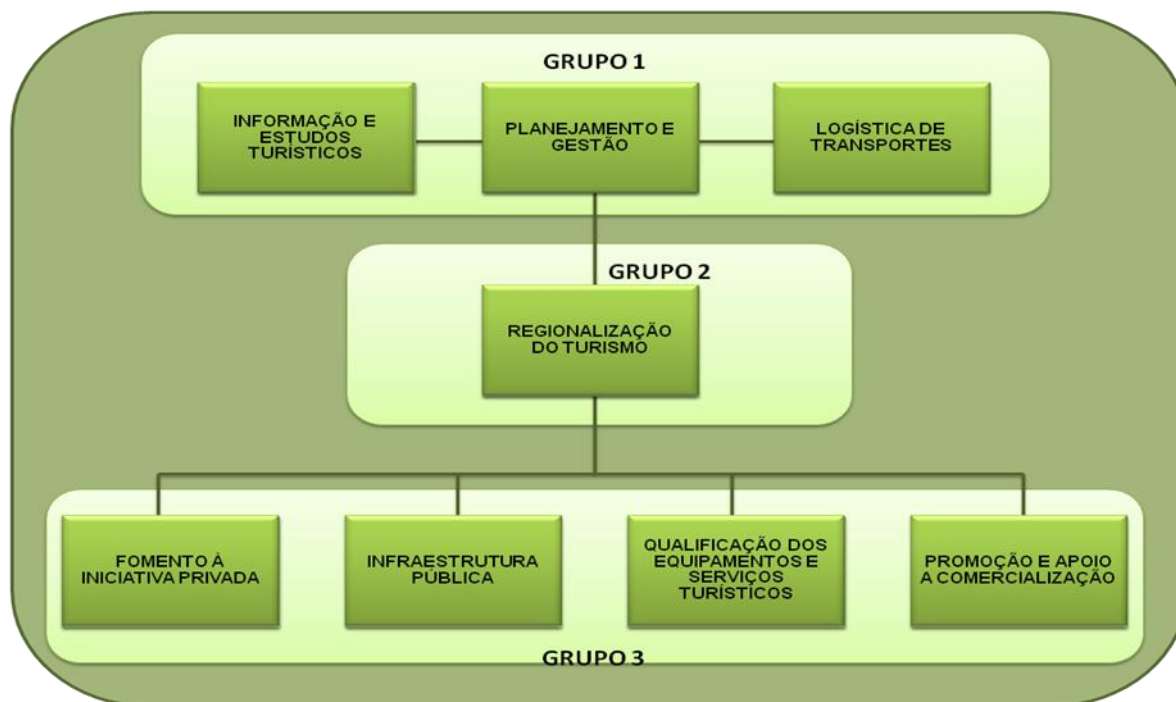 GRUPO 1
INFORMAÇÃO E
ESTUDOS
TURÍSTICOS
PLANEJAMENTO E
GESTÃO
LOGÍSTICA DE
TRANSPORTES
GRUPO 2
REGIONALIZAÇÃO
DO TURISMO
FOMENTO À
INICIATIVA PRIVADA
INFRAESTRUTURA
PÚBLICA
QUALIFICAÇÃO DOS
EQUIPAMENTOS E
SERVIÇOS
TURÍSTICOS
PROMOÇÃO E APOIO
A COMERCIALIZAÇÃO
GRUPO 3